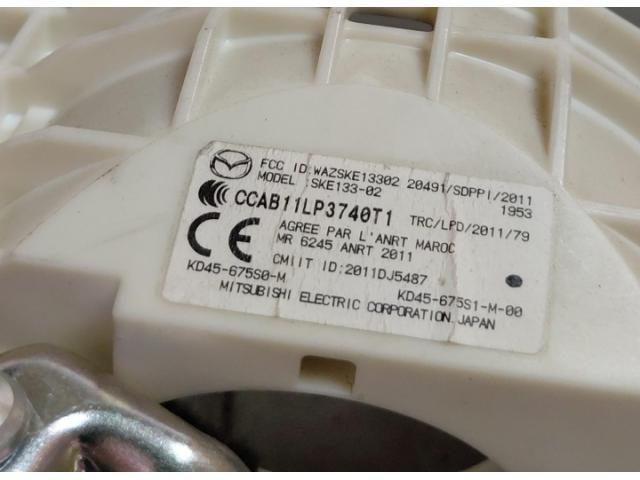 FCC ID:WAZSKE13302 20491/SDPPI/2011
MODEL :SKE133-02 1953
CCAB11LP3740T1 TRC/LPD/2011/79
CE AGREE PAR L'ANRT MAROC
MR 6245 ANRT 2011
CMIIT ID:2011DJ5487
KD45-675S0-M KD45-675S1-M-00
MITSUBISHI ELECTRIC CORPORATION.JAPAN